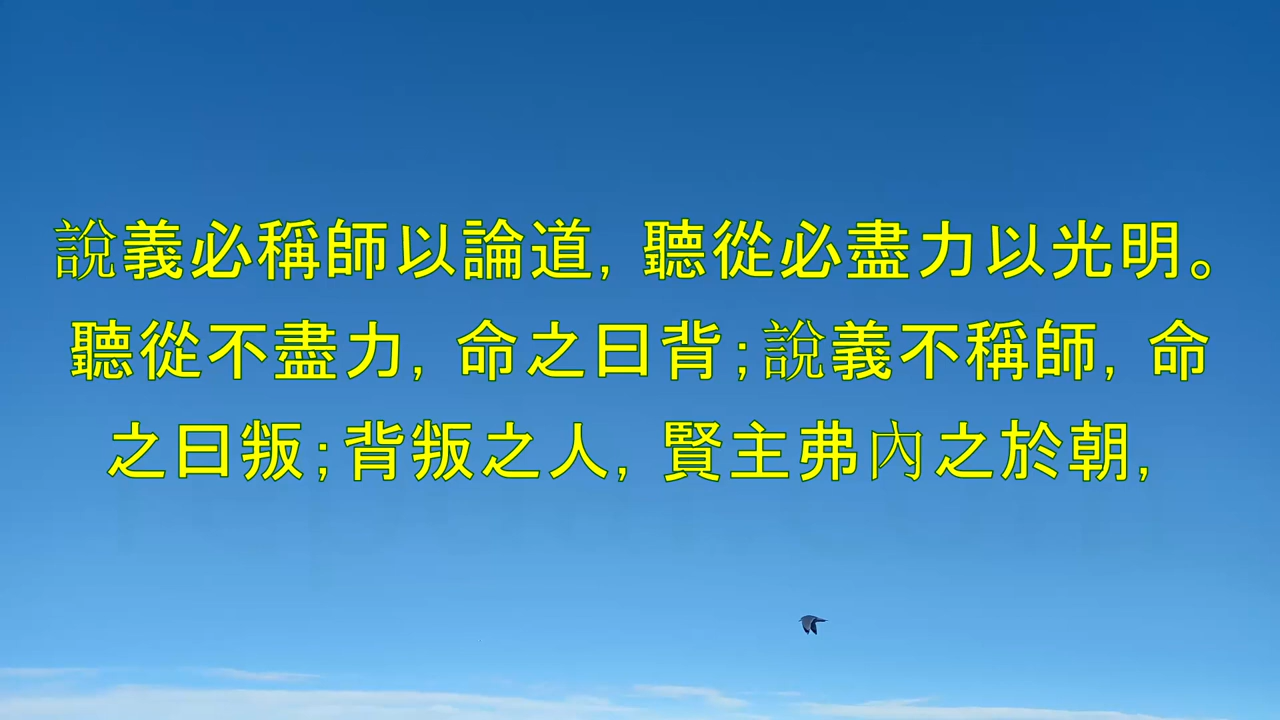 說義必稱師以論道，聽從必盡力以光明。
聽從不盡力，命之曰背；說義不稱師，命
之曰叛；背叛之人，賢主弗內之於朝，